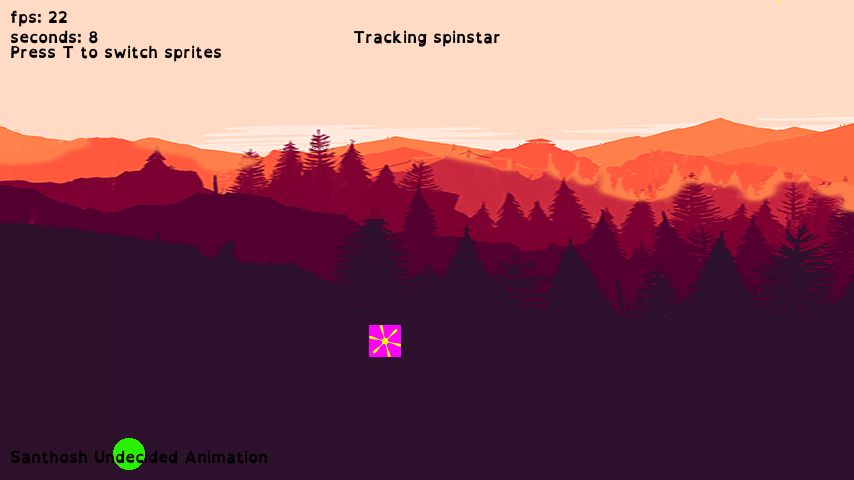 fps: 22
seconds: 8
Press T to switch sprites
Tracking spinstar
Santhosh Undecided Animation